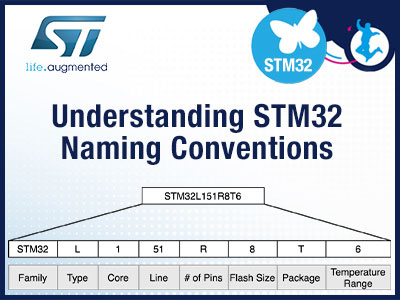 ST
life.augmented
STM32
Understanding STM32
Naming Conventions
STM32L151R8T6
STM32 L 1 51 R 8 T 6
Family Type Core Line # of Pins Flash Size Package Temperature Range